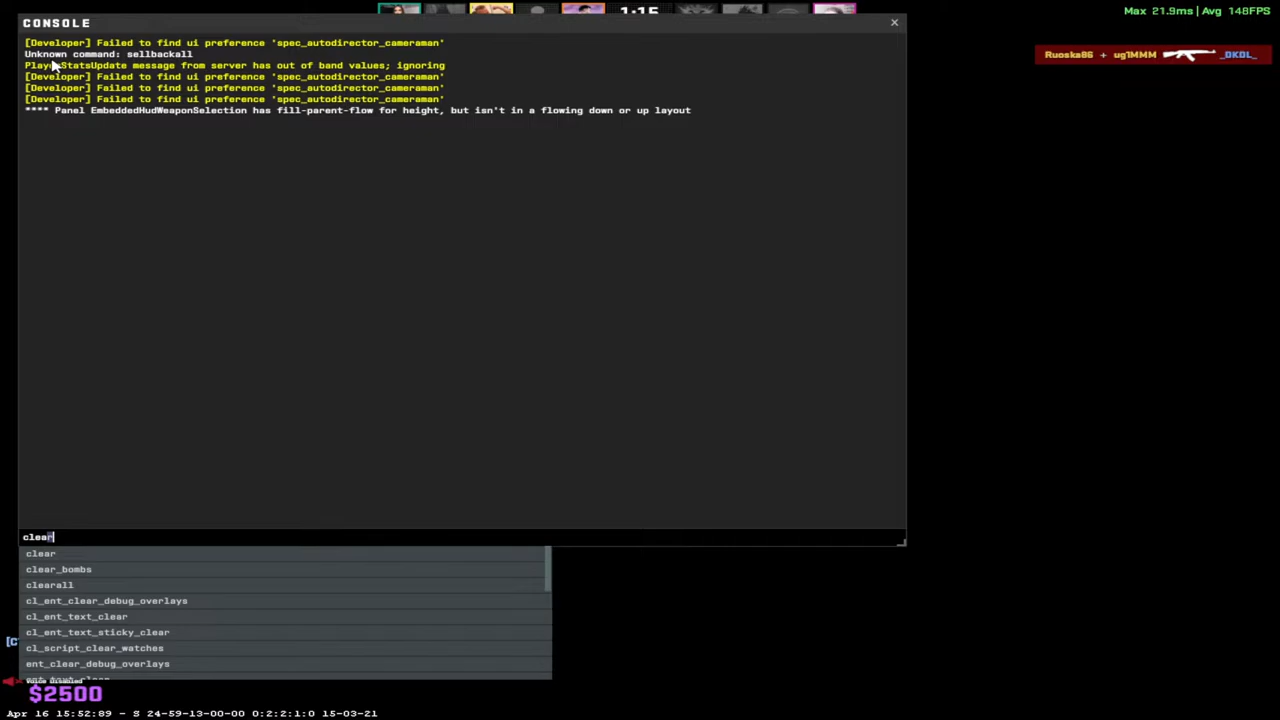 1:15
Max 21.9ms | Avg 148FPS
CONSOLE
[Developer] Failed to find ui preference 'spec_autodirector_cameraman'
Unknown command: sellbackall
PlayerStatsUpdate message from server has out of band values; ignoring
[Developer] Failed to find ui preference 'spec_autodirector_cameraman'
[Developer] Failed to find ui preference 'spec_autodirector_cameraman'
[Developer] Failed to find ui preference 'spec_autodirector_cameraman'
**** Panel EmbeddedHudWeaponSelection has fill-parent-flow for height, but isn't in a flowing down or up layout
Ruoska86 + ug1MMM _DKDL_
clear
clear
clear_bombs
clearall
cl_ent_clear_debug_overlays
cl_ent_text_clear
cl_ent_text_sticky_clear
cl_script_clear_watches
ent_clear_debug_overlays
ent_text_clear
[C
Voice Disabled
$2500
Apr 16 15:52:89 - S 24-59-13-00-00 0:2:2:1:0 15-03-21